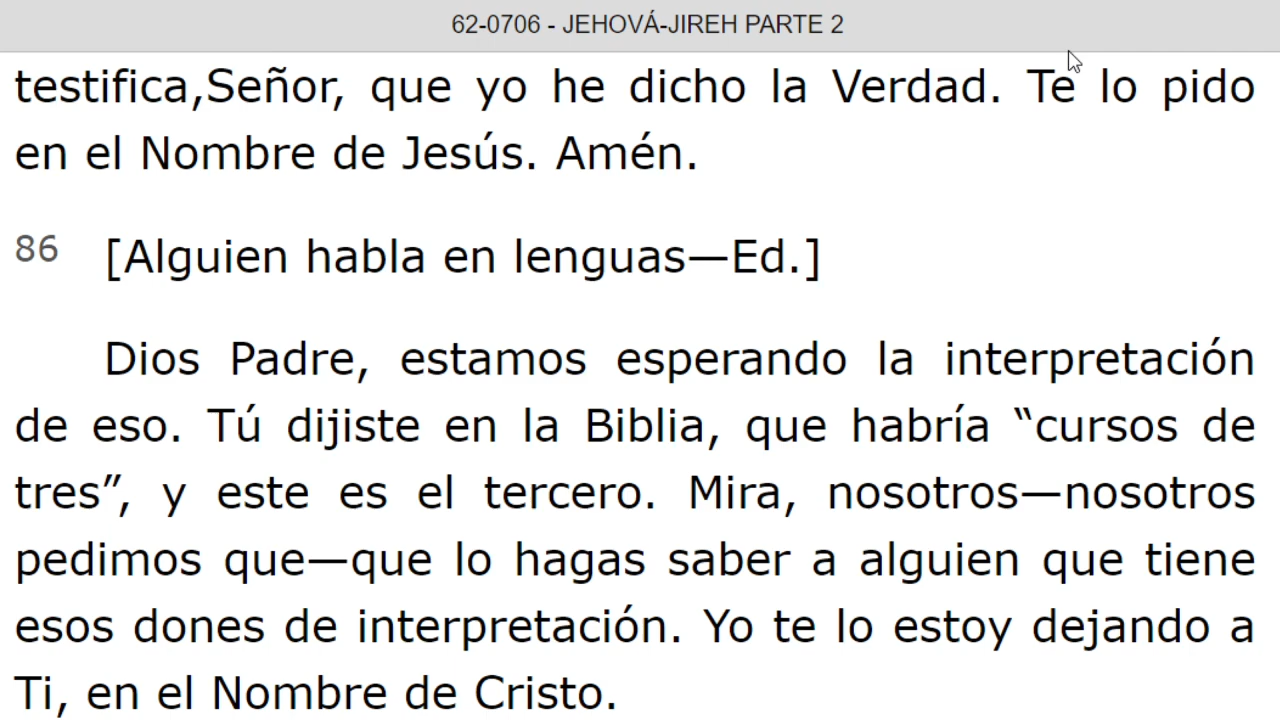 62-0706 - JEHOVÁ-JIREH PARTE 2
testifica,Señor, que yo he dicho la Verdad. Te lo pido
en el Nombre de Jesús. Amén.
86 [Alguien habla en lenguas—Ed.]
Dios Padre, estamos esperando la interpretación
de eso. Tú dijiste en la Biblia, que habría “cursos de
tres”, y este es el tercero. Mira, nosotros—nosotros
pedimos que—que lo hagas saber a alguien que tiene
esos dones de interpretación. Yo te lo estoy dejando a
Ti, en el Nombre de Cristo.